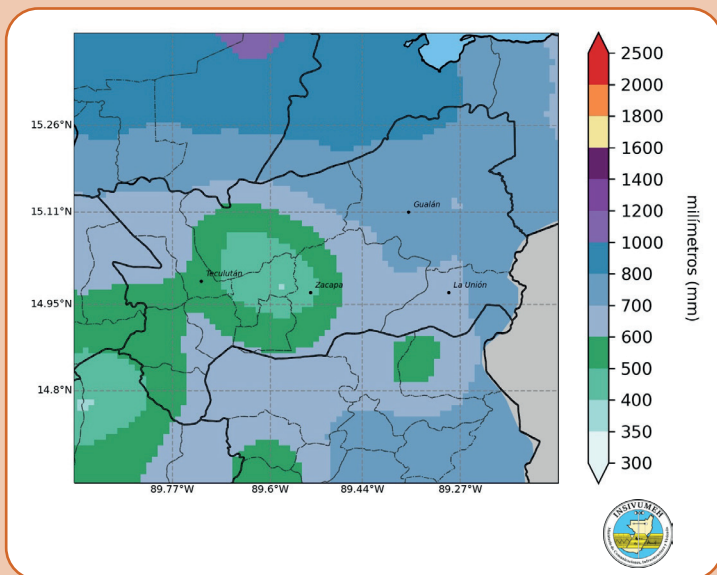 15.26°N
15.11°N
14.95°N
14.8°N
89.77°W
89.6°W
89.44°W
89.27°W
Gualán
Teculután
Zacapa
La Unión
2500
2000
1800
1600
1400
1200
1000
800
700
600
500
400
350
300
milímetros (mm)
INSIVUMEH